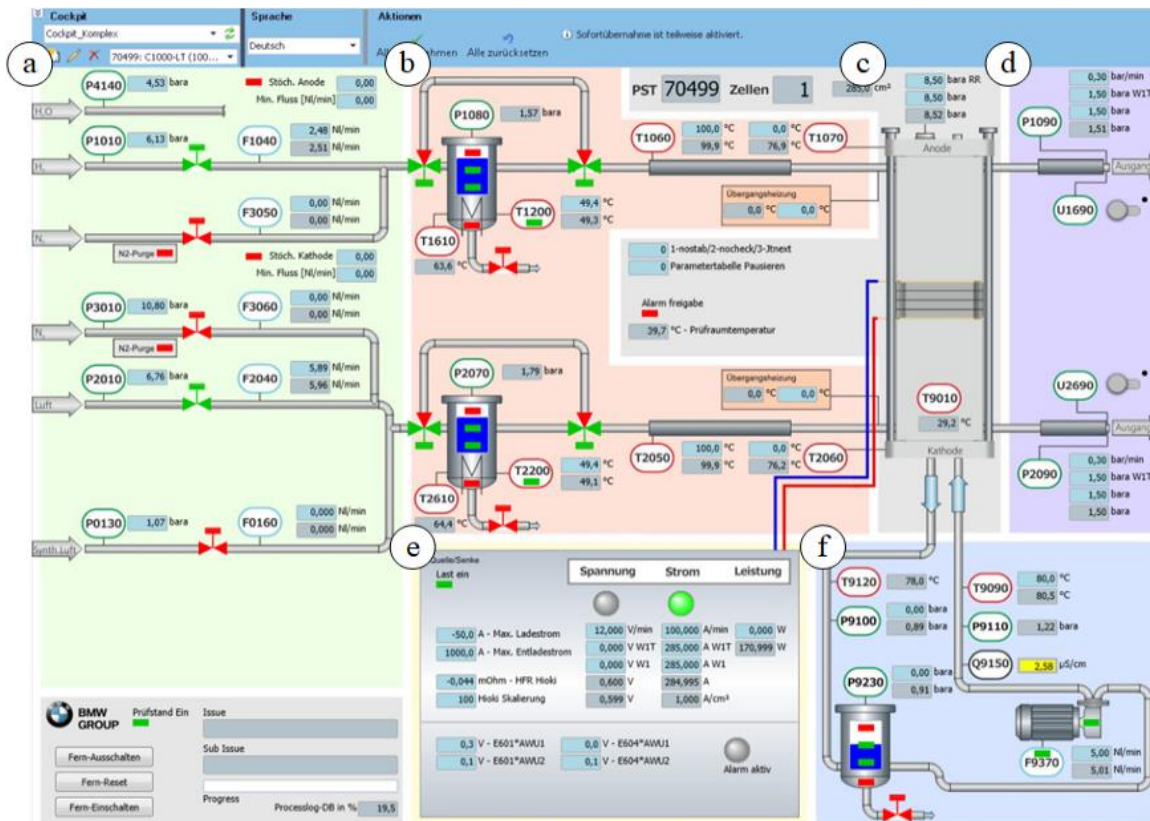 Cockpit
Sprache
Aktionen
Cockpit_Komplex
Deutsch
Sofortübernahme ist teilweise aktiviert.
70499: C1000-LT (100...
Alle zurücksetzen
a
b
c
d
P4140 4,53 bara
Stöch. Anode 0,00
Min. Fluss [Nl/min] 0,00
H₂O
P1010 6,13 bara
F1040 2,48 Nl/min
2,51 Nl/min
F3050 0,00 Nl/min
0,00 Nl/min
N2-Purge
Stöch. Kathode 0,00
Min. Fluss [Nl/min] 0,00
P3010 10,80 bara
F3060 0,00 Nl/min
0,00 Nl/min
N2-Purge
P2010 6,76 bara
F2040 5,89 Nl/min
5,96 Nl/min
Luft
P0130 1,07 bara
F0160 0,000 Nl/min
0,000 Nl/min
Synth.Luft
P1080 1,57 bara
T1200 49,4 °C
49,3 °C
T1610
63,6 °C
P2070 1,79 bara
T2200 49,4 °C
49,1 °C
T2610
64,4 °C
PST 70499 Zellen 1 285,0 cm²
T1060 100,0 °C 0,0 °C T1070
99,9 °C 76,9 °C
Übergangsheizung
0,0 °C 0,0 °C
0 1-nostab/2-nocheck/3-Jtnext
0 Parametertabelle Pausieren
Alarm freigabe
39,7 °C - Prüfraumtemperatur
Übergangsheizung
0,0 °C 0,0 °C
T2050 100,0 °C 0,0 °C T2060
99,9 °C 76,2 °C
8,50 bara RR
8,50 bara
8,52 bara
Anode
T9010
29,2 °C
Kathode
0,30 bar/min
1,50 bara W1T
P1090 1,50 bara
1,51 bara
Ausgang
U1690
U2690
Ausgang
P2090 0,30 bar/min
1,50 bara W1T
1,50 bara
1,50 bara
e
f
Quelle/Senke
Last ein
Spannung Strom Leistung
-50,0 A - Max. Ladestrom
1000,0 A - Max. Entladestrom
-0,044 mOhm - HFR Hioki
100 Hioki Skalierung
12,000 V/min 100,000 A/min 0,000 W
0,000 V W1T 285,000 A W1T 170,999 W
0,000 V W1 285,000 A W1
0,600 V 284,995 A
0,599 V 1,000 A/cm²
0,3 V - E601*AWU1 0,0 V - E604*AWU1
0,1 V - E601*AWU2 0,1 V - E604*AWU2
Alarm aktiv
T9120 78,0 °C
T9090 80,0 °C
80,5 °C
P9100 0,00 bara
0,89 bara
P9110 1,22 bara
Q9150 2,58 µS/cm
P9230 0,00 bara
0,91 bara
F9370 5,00 Nl/min
5,01 Nl/min
BMW
GROUP
Prüfstand Ein
Issue
Sub Issue
Fern-Ausschalten
Fern-Reset
Fern-Einschalten
Progress
Processlog-DB in % 19,5